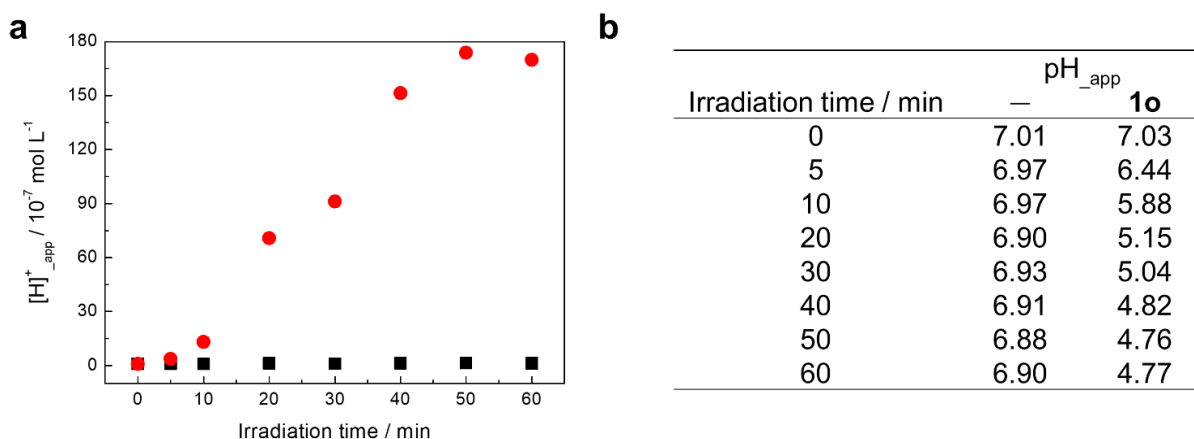 a
180
150
120
90
60
30
0
[H]⁺_app / 10⁻⁷ mol L⁻¹
0 10 20 30 40 50 60
Irradiation time / min
b
pH_app
Irradiation time / min — 1o
0 7.01 7.03
5 6.97 6.44
10 6.97 5.88
20 6.90 5.15
30 6.93 5.04
40 6.91 4.82
50 6.88 4.76
60 6.90 4.77